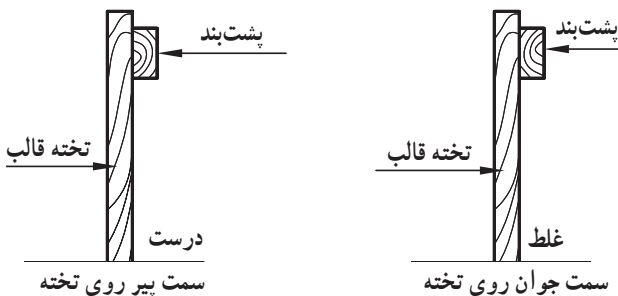 پشت‌بند
تخته قالب
غلط
سمت جوان روی تخته
پشت‌بند
تخته قالب
درست
سمت پیر روی تخته